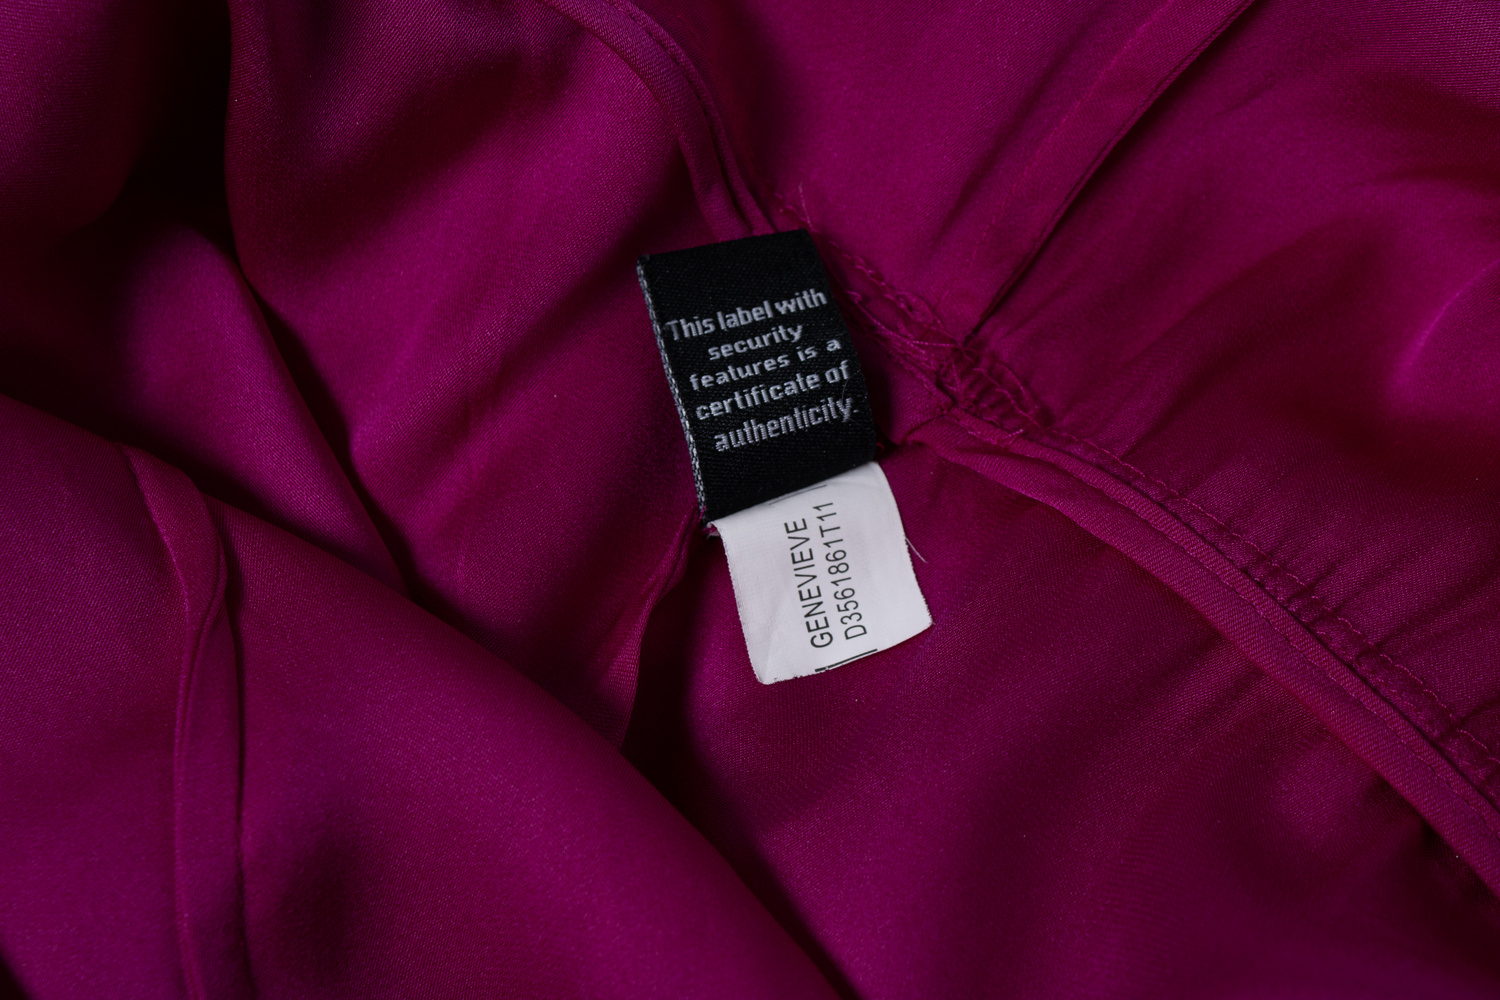 This label with
security
features is a
certificate of
authenticity.
GENEVIEVE
D3561861T11